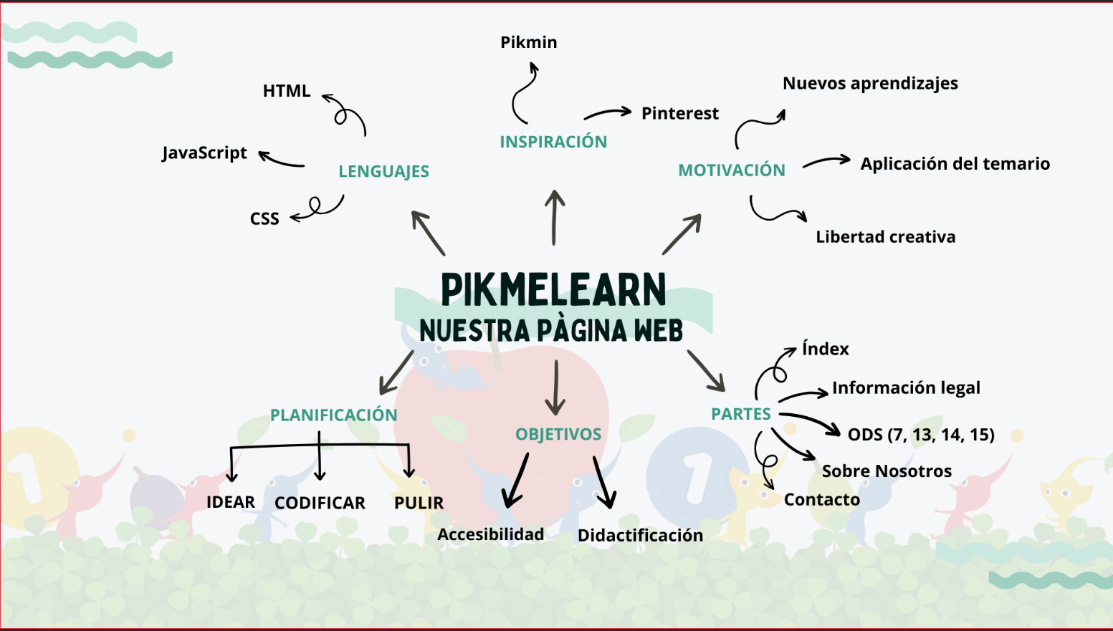 Pikmin
Pinterest
INSPIRACIÓN
HTML
JavaScript
CSS
LENGUAJES
Nuevos aprendizajes
Aplicación del temario
Libertad creativa
MOTIVACIÓN
PIKMELEARN
NUESTRA PÀGINA WEB
PLANIFICACIÓN
IDEAR
CODIFICAR
PULIR
OBJETIVOS
Accesibilidad
Didactificación
PARTES
Índex
Información legal
ODS (7, 13, 14, 15)
Sobre Nosotros
Contacto
1
1